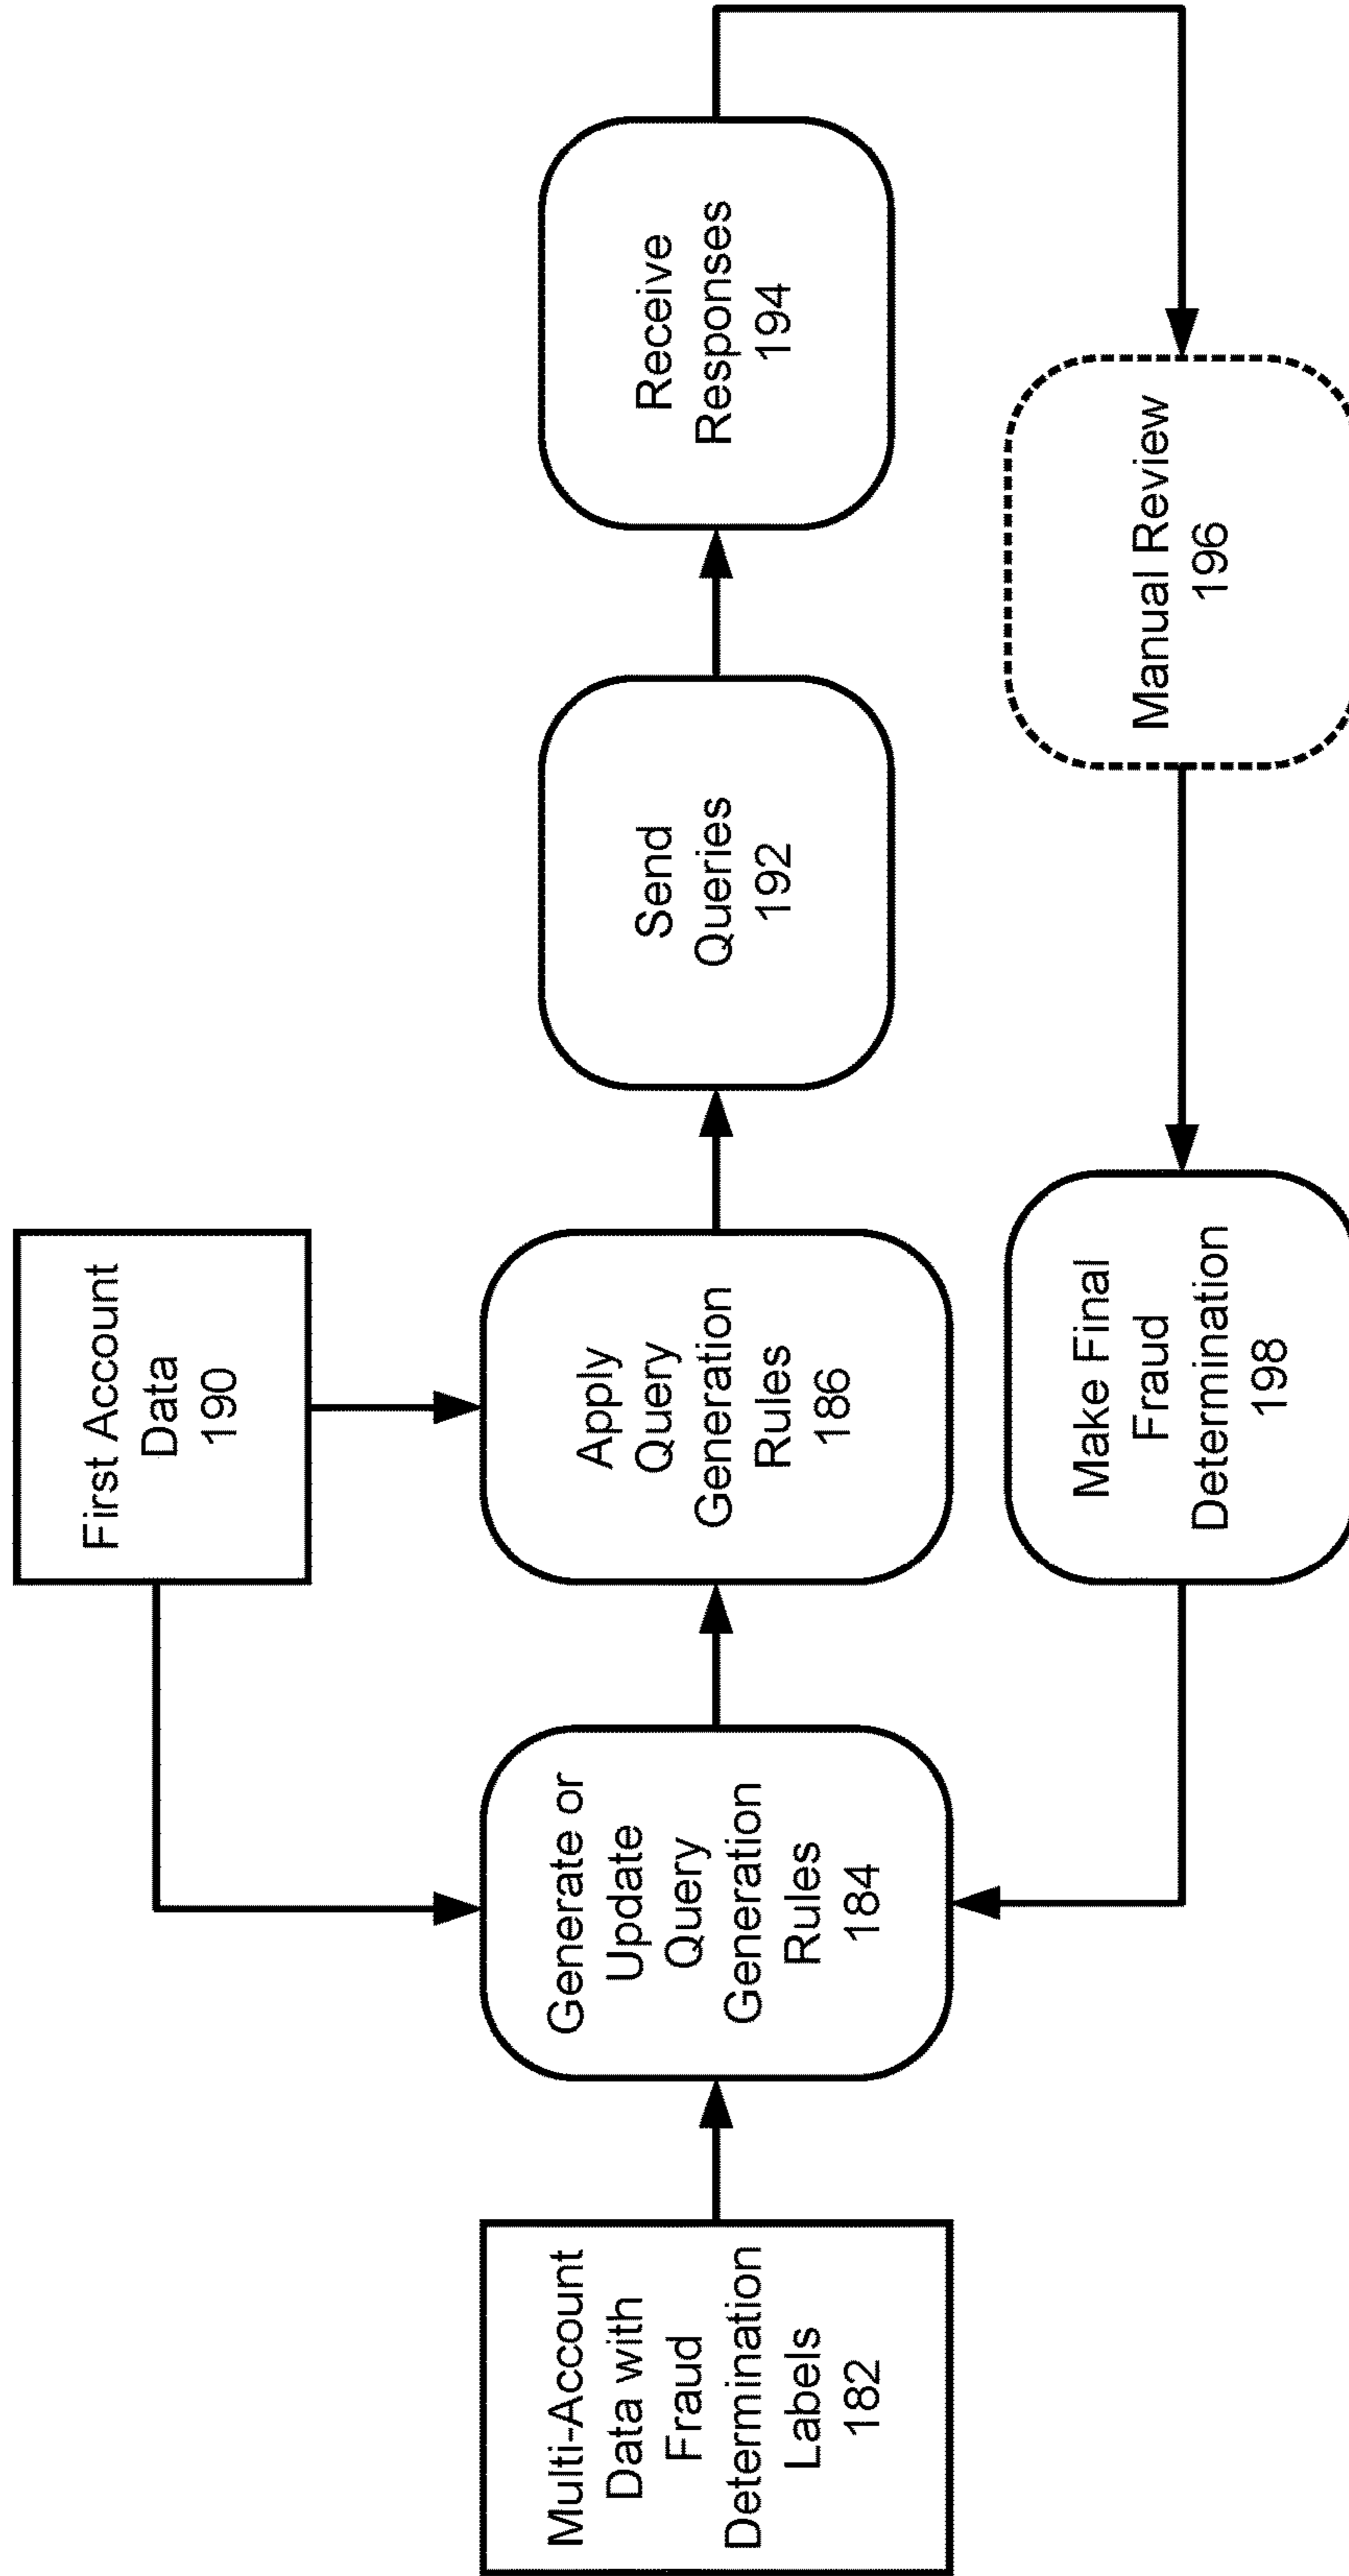 First Account
Data
190
Multi-Account
Data with
Fraud
Determination
Labels
182
Generate or
Update
Query
Generation
Rules
184
Apply
Query
Generation
Rules
186
Send
Queries
192
Receive
Responses
194
Make Final
Fraud
Determination
198
Manual Review
196